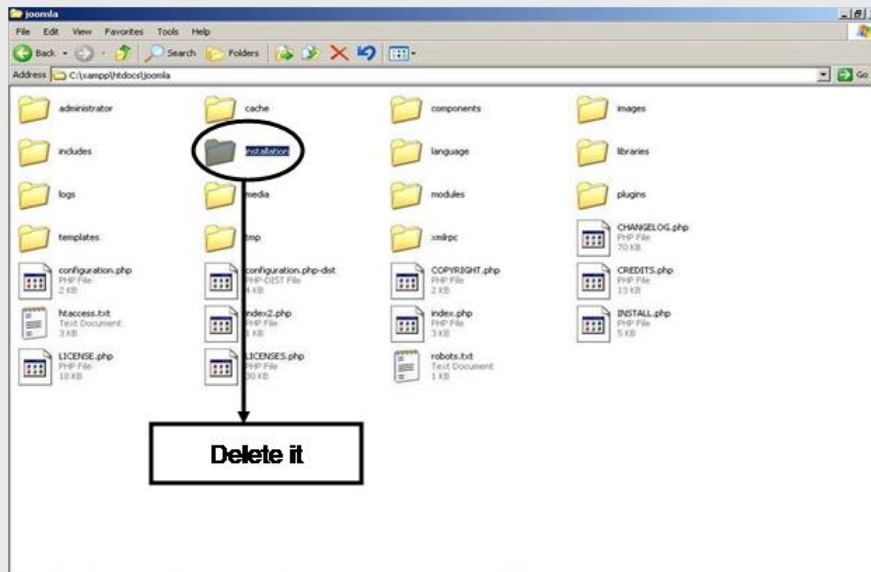 joomla
File Edit View Favorites Tools Help
Back Search Folders
Address C:\xampp\htdocs\joomla Go
administrator cache components images
includes installation language libraries
logs media modules plugins
templates tmp xmlrpc CHANGELOG.php
PHP File
70 KB
configuration.php
PHP File
2 KB
configuration.php-dist
PHP-DIST File
4 KB
COPYRIGHT.php
PHP File
2 KB
CREDITS.php
PHP File
13 KB
htaccess.txt
Text Document
3 KB
index2.php
PHP File
1 KB
index.php
PHP File
3 KB
INSTALL.php
PHP File
5 KB
LICENSE.php
PHP File
18 KB
LICENSES.php
PHP File
30 KB
robots.txt
Text Document
1 KB
Delete it